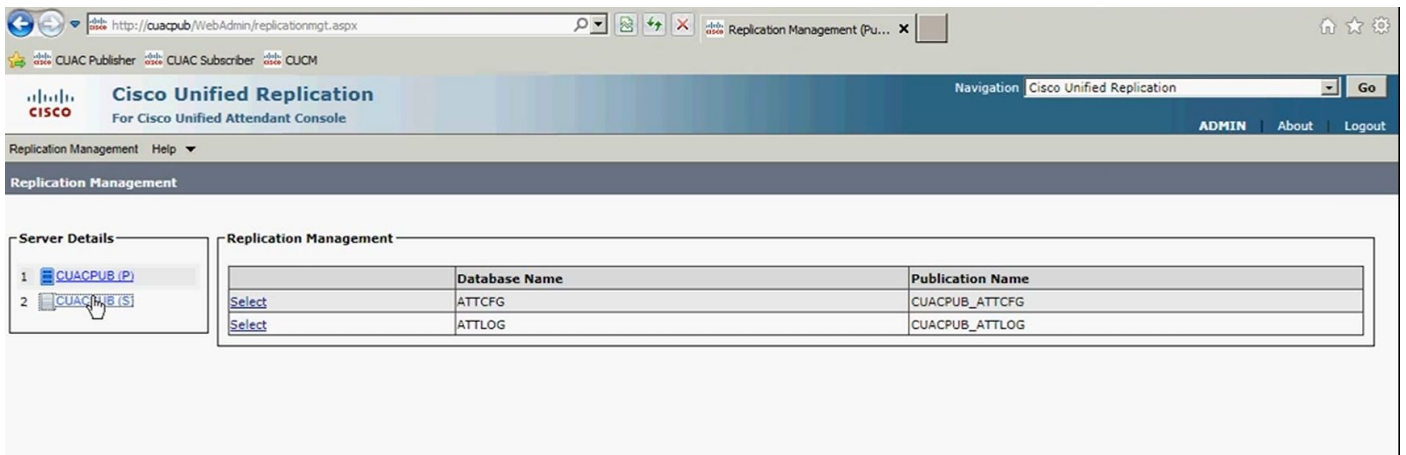 http://cuacpub/WebAdmin/replicationmgt.aspx
Replication Management (Pu...
CUAC Publisher CUAC Subscriber CUCM
CISCO
Cisco Unified Replication
For Cisco Unified Attendant Console
Navigation Cisco Unified Replication Go
ADMIN | About | Logout
Replication Management Help
Replication Management
Server Details
1 CUACPUB (P)
2 (S)
Replication Management
Database Name Publication Name
Select ATTCFG CUACPUB_ATTCFG
Select ATTLOG CUACPUB_ATTLOG